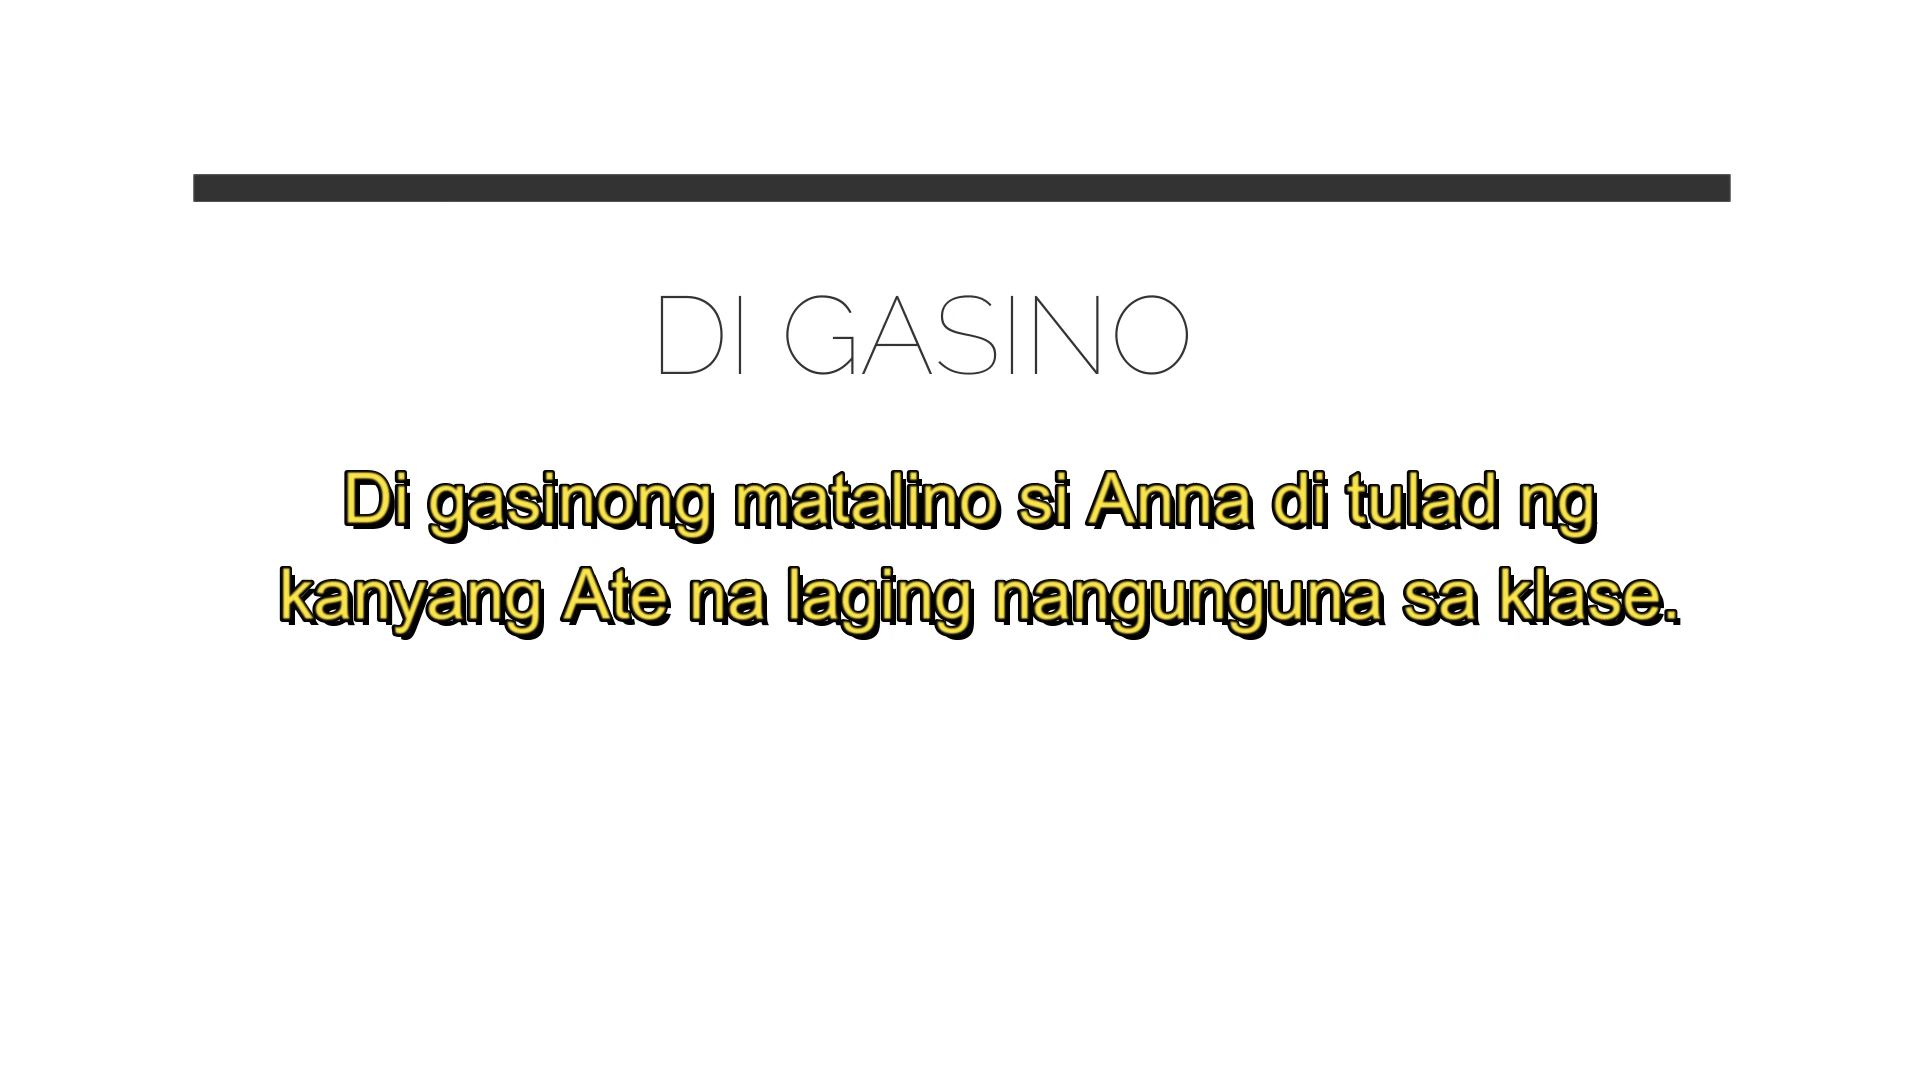 DI GASINO
Di gasinong matalino si Anna di tulad ng
kanyang Ate na laging nangunguna sa klase.